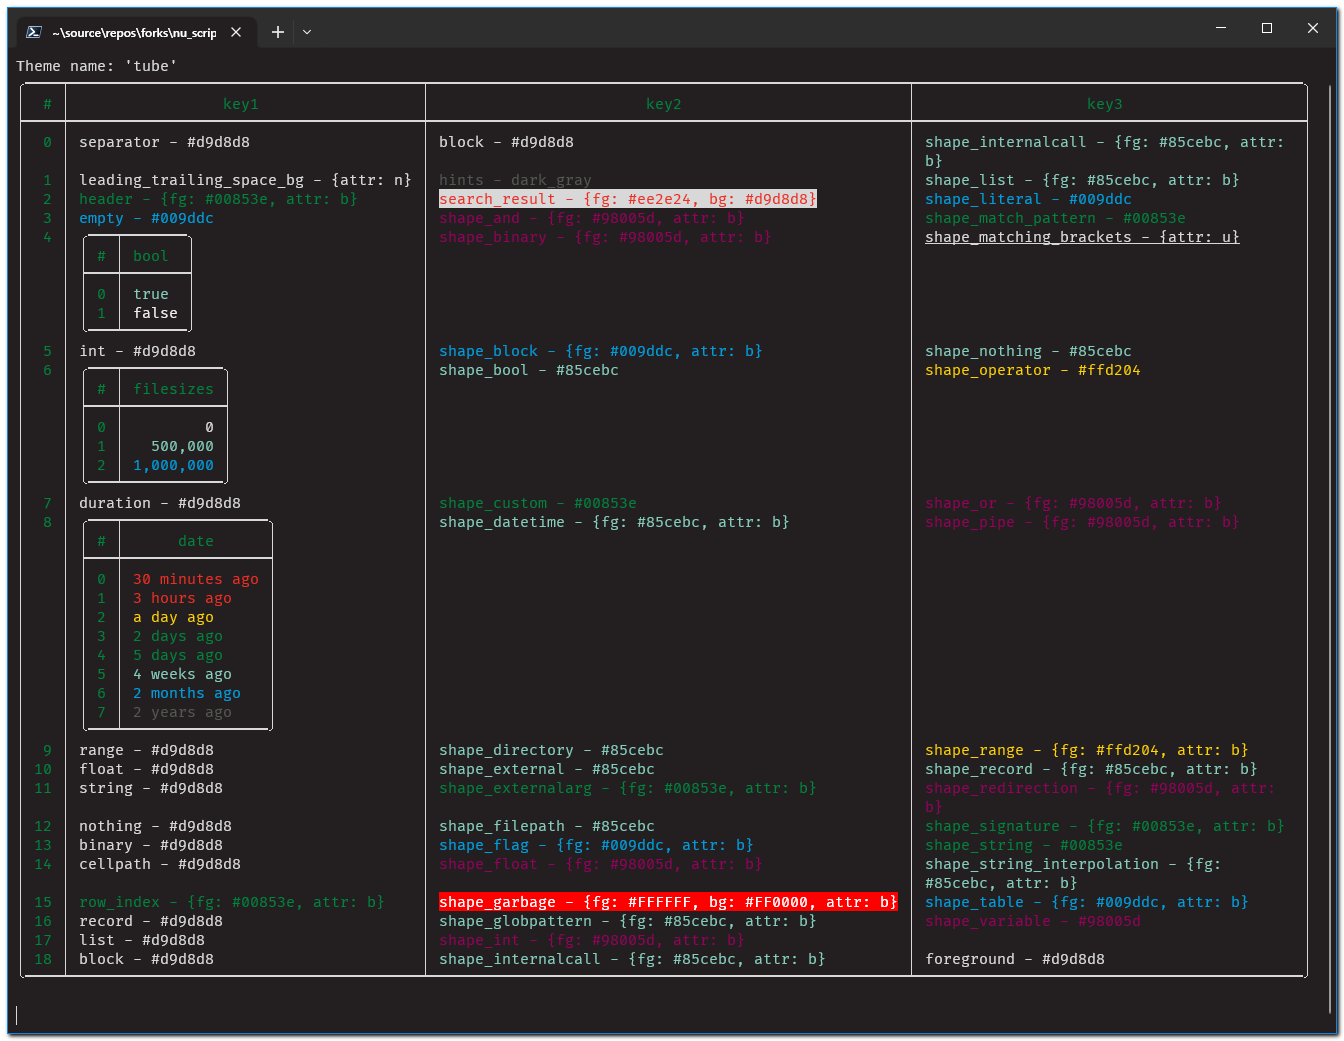 ~\source\repos\forks\nu_scrip
Theme name: 'tube'
# key1 key2 key3
0 separator - #d9d8d8 block - #d9d8d8 shape_internalcall - {fg: #85cebc, attr:
b}
1 leading_trailing_space_bg - {attr: n} hints - dark_gray shape_list - {fg: #85cebc, attr: b}
2 header - {fg: #00853e, attr: b} search_result - {fg: #ee2e24, bg: #d9d8d8} shape_literal - #009ddc
3 empty - #009ddc shape_and - {fg: #98005d, attr: b} shape_match_pattern - #00853e
4 shape_binary - {fg: #98005d, attr: b} shape_matching_brackets - {attr: u}
# bool
0 true
1 false
5 int - #d9d8d8 shape_block - {fg: #009ddc, attr: b} shape_nothing - #85cebc
6 shape_bool - #85cebc shape_operator - #ffd204
# filesizes
0 0
1 500,000
2 1,000,000
7 duration - #d9d8d8 shape_custom - #00853e shape_or - {fg: #98005d, attr: b}
8 shape_datetime - {fg: #85cebc, attr: b} shape_pipe - {fg: #98005d, attr: b}
# date
0 30 minutes ago
1 3 hours ago
2 a day ago
3 2 days ago
4 5 days ago
5 4 weeks ago
6 2 months ago
7 2 years ago
9 range - #d9d8d8 shape_directory - #85cebc shape_range - {fg: #ffd204, attr: b}
10 float - #d9d8d8 shape_external - #85cebc shape_record - {fg: #85cebc, attr: b}
11 string - #d9d8d8 shape_externalarg - {fg: #00853e, attr: b} shape_redirection - {fg: #98005d, attr:
b}
12 nothing - #d9d8d8 shape_filepath - #85cebc shape_signature - {fg: #00853e, attr: b}
13 binary - #d9d8d8 shape_flag - {fg: #009ddc, attr: b} shape_string - #00853e
14 cellpath - #d9d8d8 shape_float - {fg: #98005d, attr: b} shape_string_interpolation - {fg:
#85cebc, attr: b}
15 row_index - {fg: #00853e, attr: b} shape_garbage - {fg: #FFFFFF, bg: #FF0000, attr: b} shape_table - {fg: #009ddc, attr: b}
16 record - #d9d8d8 shape_globpattern - {fg: #85cebc, attr: b} shape_variable - #98005d
17 list - #d9d8d8 shape_int - {fg: #98005d, attr: b}
18 block - #d9d8d8 shape_internalcall - {fg: #85cebc, attr: b} foreground - #d9d8d8